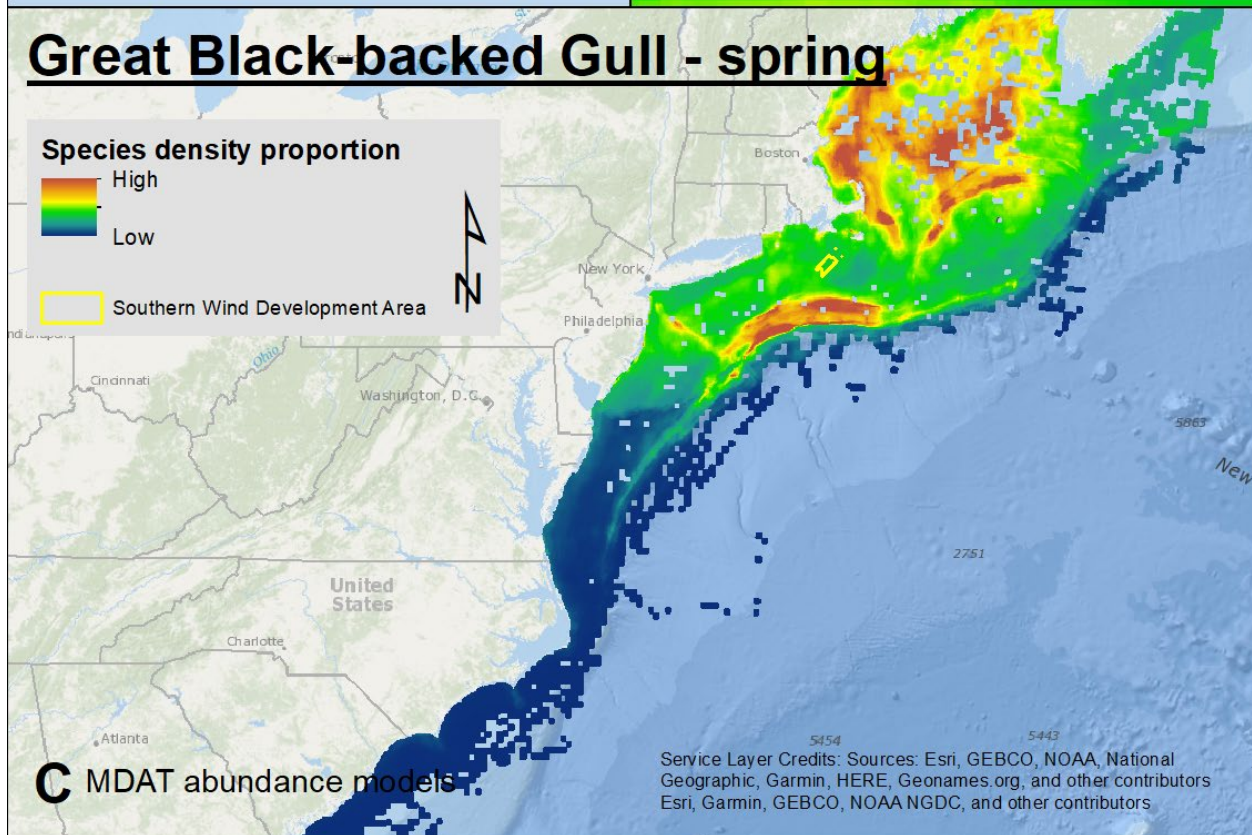 Great Black-backed Gull - spring
Species density proportion
High
Low
N
Southern Wind Development Area
Boston
New York
Philadelphia
Ohio
Cincinnati
Washington, D.C.
United
States
Charlotte
Atlanta
5863
New
2751
5454
5443
C MDAT abundance models
Service Layer Credits: Sources: Esri, GEBCO, NOAA, National
Geographic, Garmin, HERE, Geonames.org, and other contributors
Esri, Garmin, GEBCO, NOAA NGDC, and other contributors